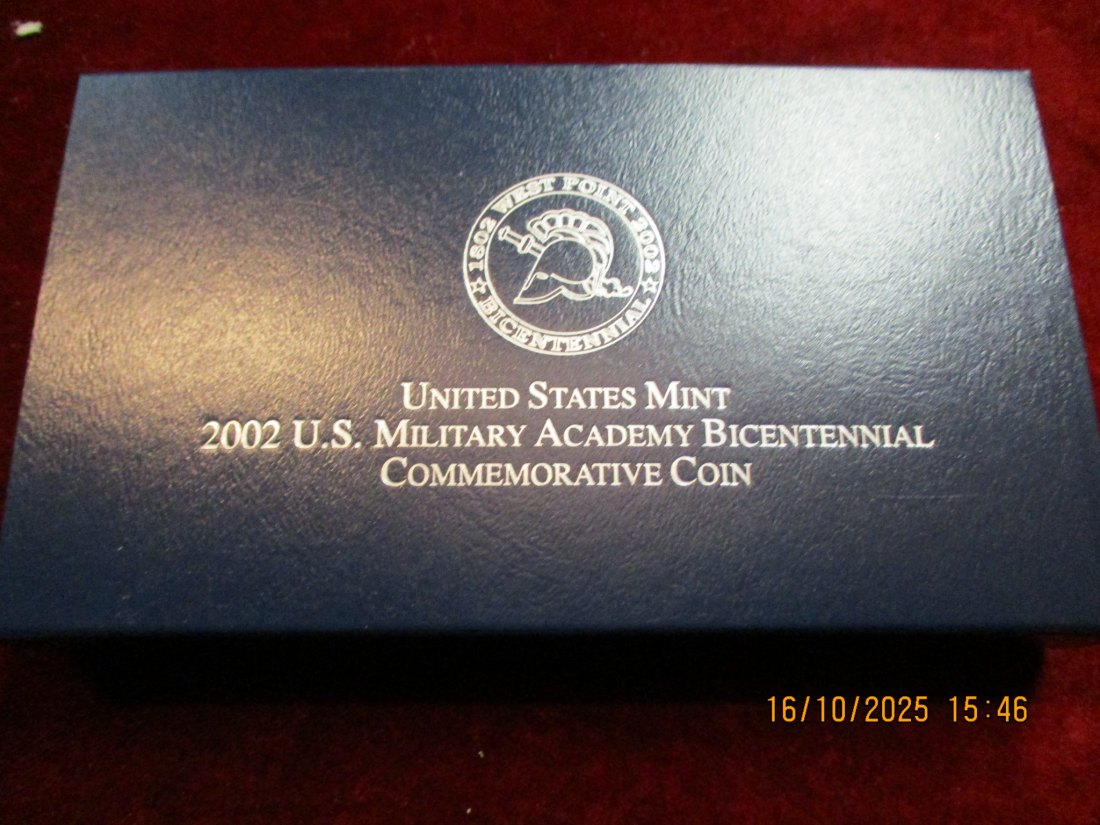 1802 WEST POINT 2002
BICENTENNIAL
UNITED STATES MINT
2002 U.S. MILITARY ACADEMY BICENTENNIAL
COMMEMORATIVE COIN
16/10/2025 15:46